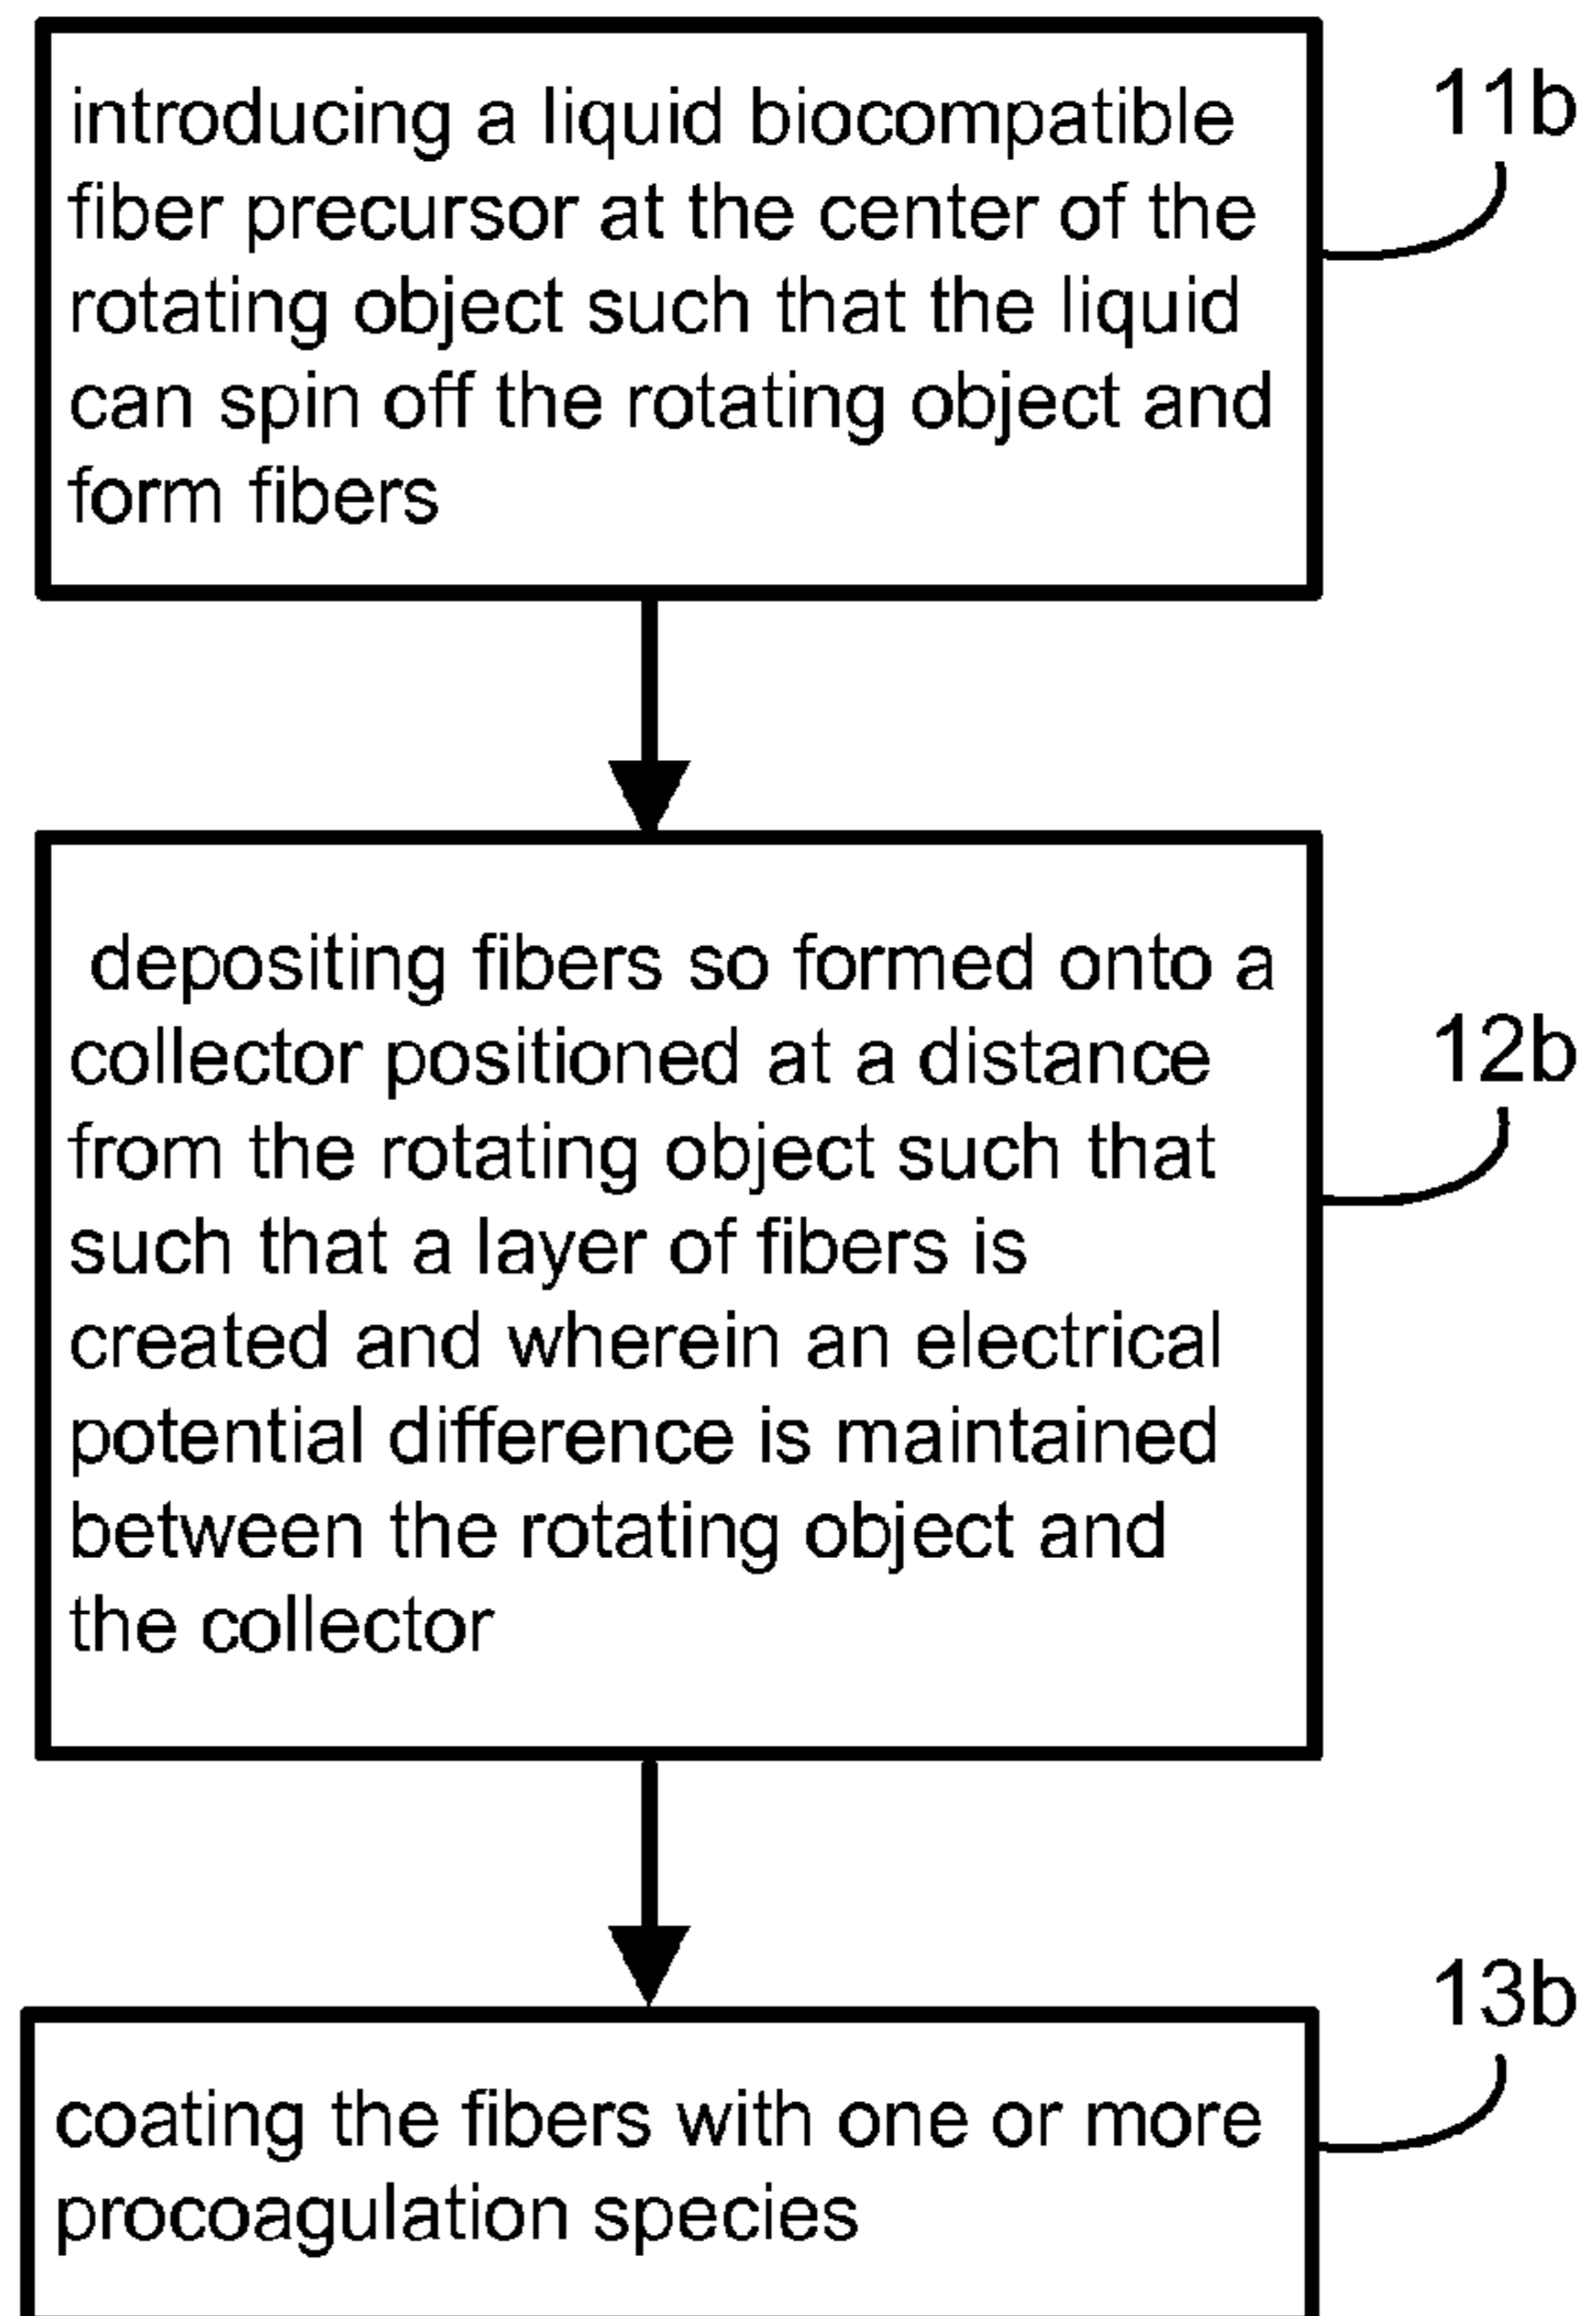 introducing a liquid biocompatible
fiber precursor at the center of the
rotating object such that the liquid
can spin off the rotating object and
form fibers
11b
depositing fibers so formed onto a
collector positioned at a distance
from the rotating object such that
such that a layer of fibers is
created and wherein an electrical
potential difference is maintained
between the rotating object and
the collector
12b
coating the fibers with one or more
procoagulation species
13b